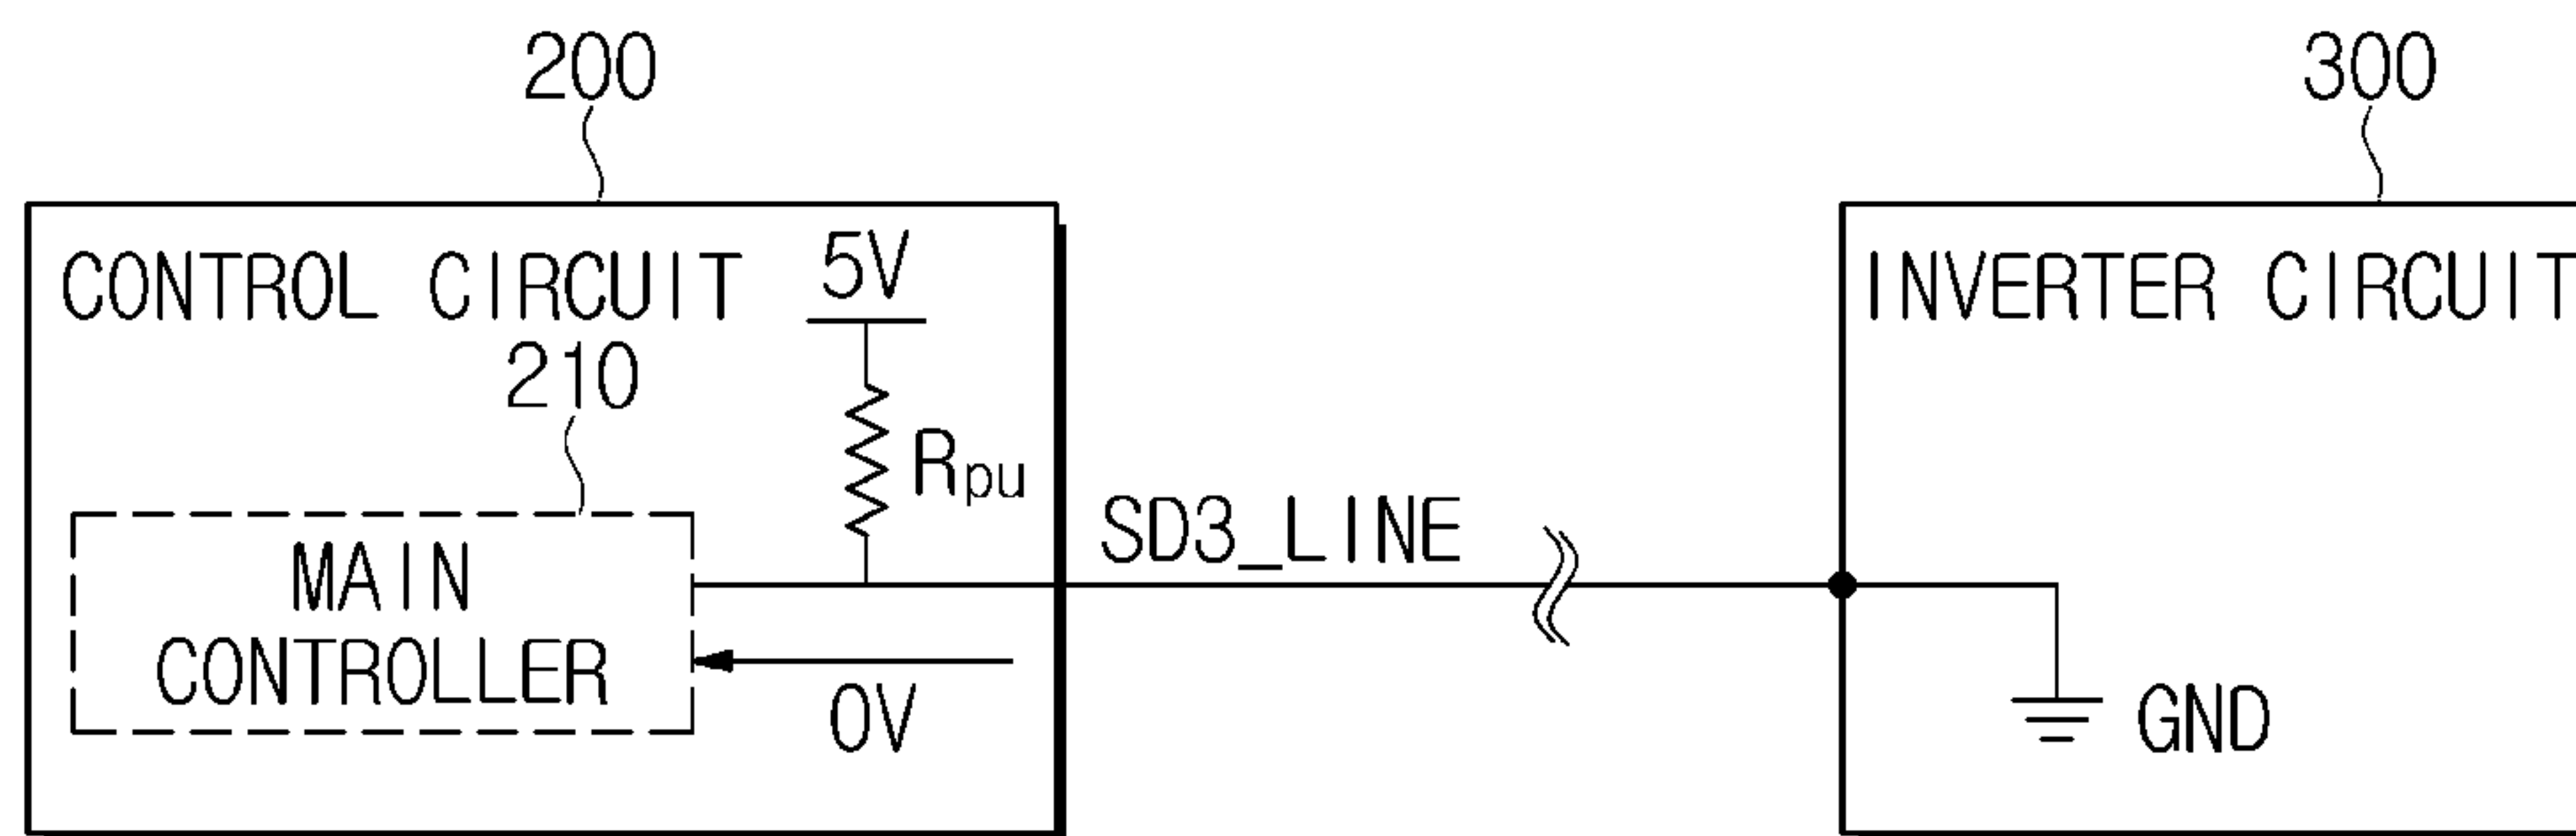 200
300
CONTROL CIRCUIT
5V
INVERTER CIRCUIT
210
Rpu
SD3_LINE
MAIN
CONTROLLER
0V
GND